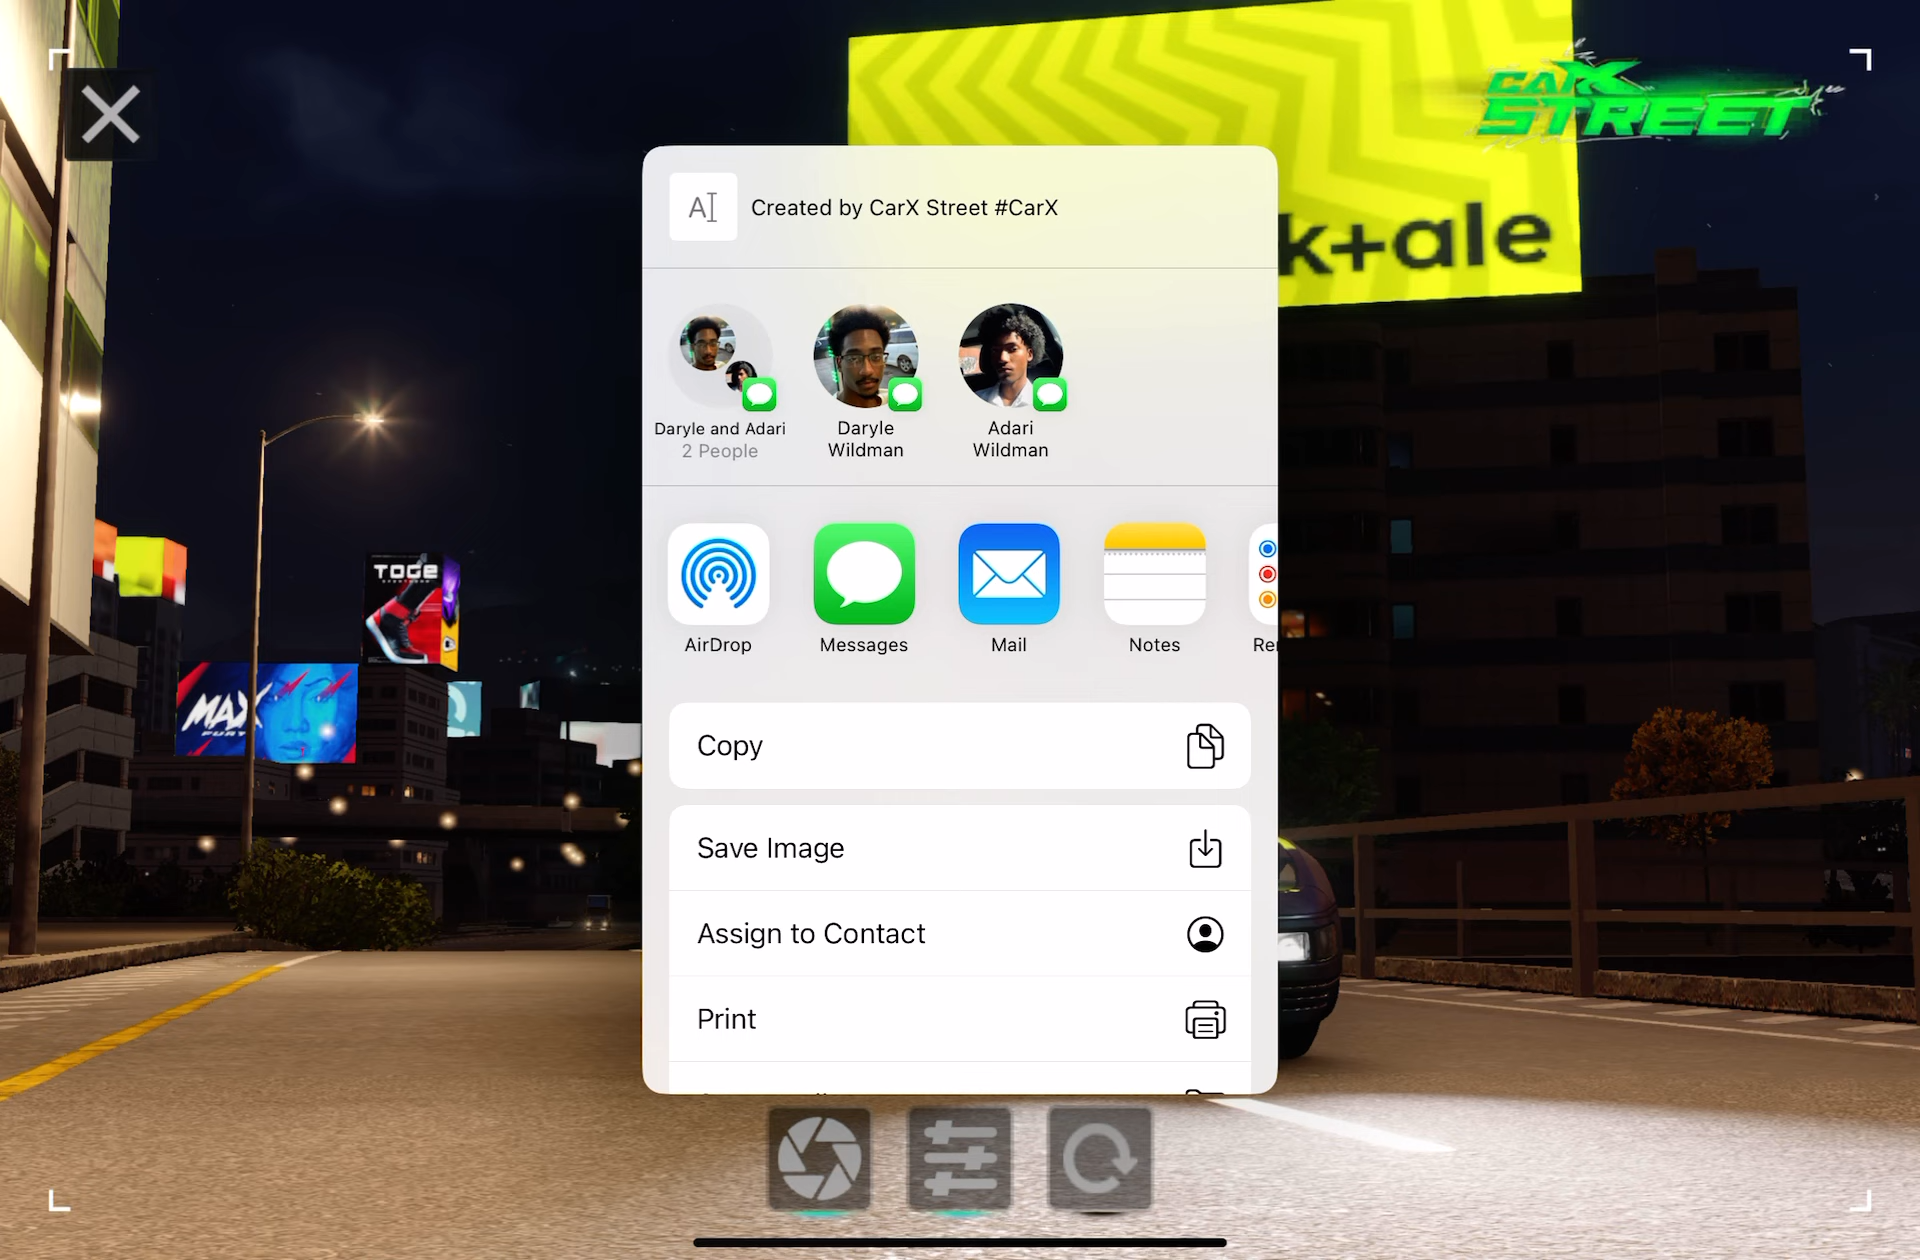 CarX
STREET
k+ale
Created by CarX Street #CarX
Daryle and Adari
2 People
Daryle
Wildman
Adari
Wildman
TOGE
AirDrop
Messages
Mail
Notes
MAX
Copy
Save Image
Assign to Contact
Print